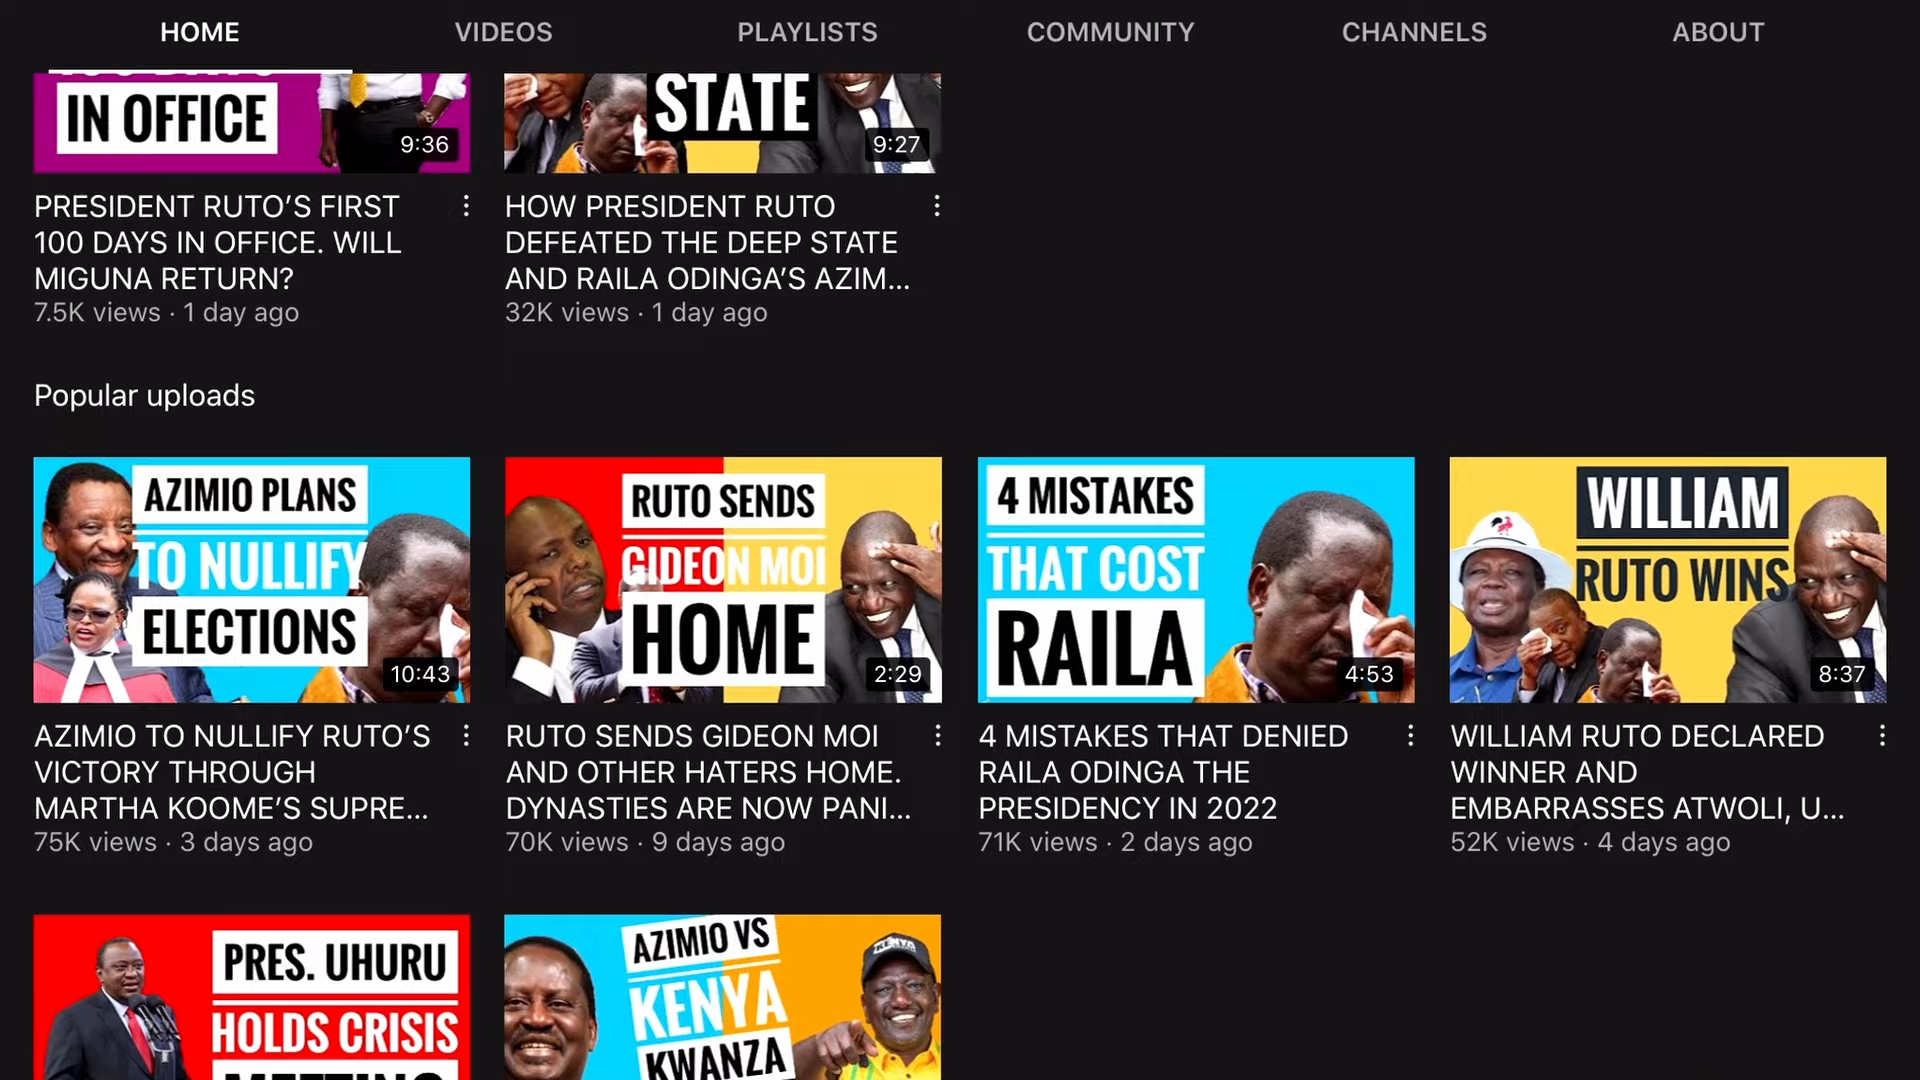 HOME VIDEOS PLAYLISTS COMMUNITY CHANNELS ABOUT
IN OFFICE
9:36
STATE
9:27
PRESIDENT RUTO’S FIRST
100 DAYS IN OFFICE. WILL
MIGUNA RETURN?
7.5K views · 1 day ago
HOW PRESIDENT RUTO
DEFEATED THE DEEP STATE
AND RAILA ODINGA’S AZIM...
32K views · 1 day ago
Popular uploads
AZIMIO PLANS
TO NULLIFY
ELECTIONS
10:43
RUTO SENDS
GIDEON MOI
HOME
2:29
4 MISTAKES
THAT COST
RAILA
4:53
WILLIAM
RUTO WINS
8:37
AZIMIO TO NULLIFY RUTO’S
VICTORY THROUGH
MARTHA KOOME’S SUPRE...
75K views · 3 days ago
RUTO SENDS GIDEON MOI
AND OTHER HATERS HOME.
DYNASTIES ARE NOW PANI...
70K views · 9 days ago
4 MISTAKES THAT DENIED
RAILA ODINGA THE
PRESIDENCY IN 2022
71K views · 2 days ago
WILLIAM RUTO DECLARED
WINNER AND
EMBARRASSES ATWOLI, U...
52K views · 4 days ago
PRES. UHURU
HOLDS CRISIS
MEETING
AZIMIO VS
KENYA
KWANZA
KENYA